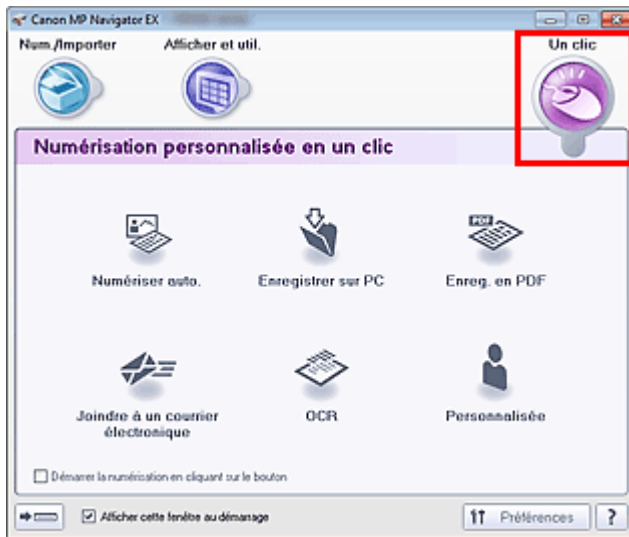 Canon MP Navigator EX
Num./Importer
Afficher et util.
Un clic
Numérisation personnalisée en un clic
Numériser auto.
Enregistrer sur PC
PDF
Enreg. en PDF
Joindre à un courrier
électronique
OCR
Personnalisée
Démarrer la numérisation en cliquant sur le bouton
Afficher cette fenêtre au démarrage
Préférences
?